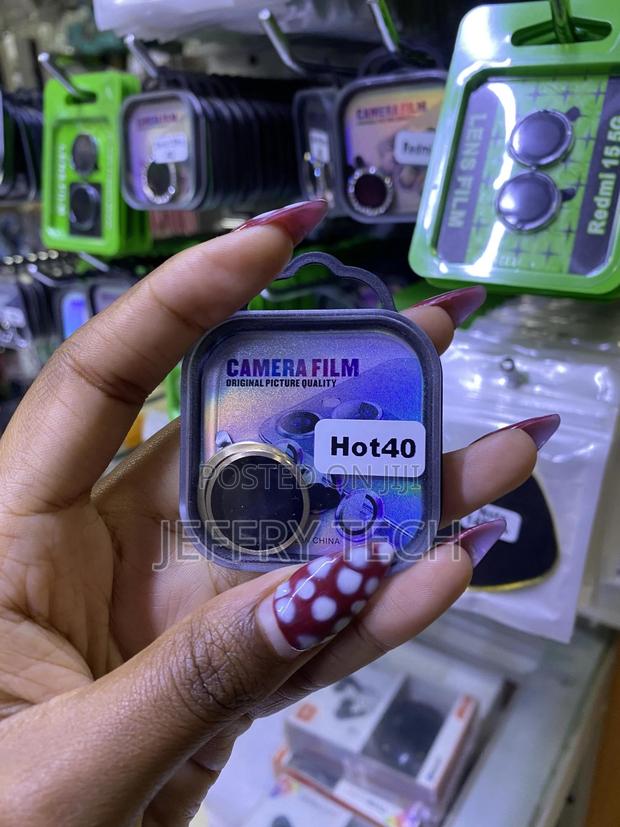 CAMERA FILM
Redmi
LENS FILM
Redmi 15 5G
CAMERA FILM
ORIGINAL PICTURE QUALITY
Hot40
POSTED ON JIJI
JEFERY TECH
CHINA